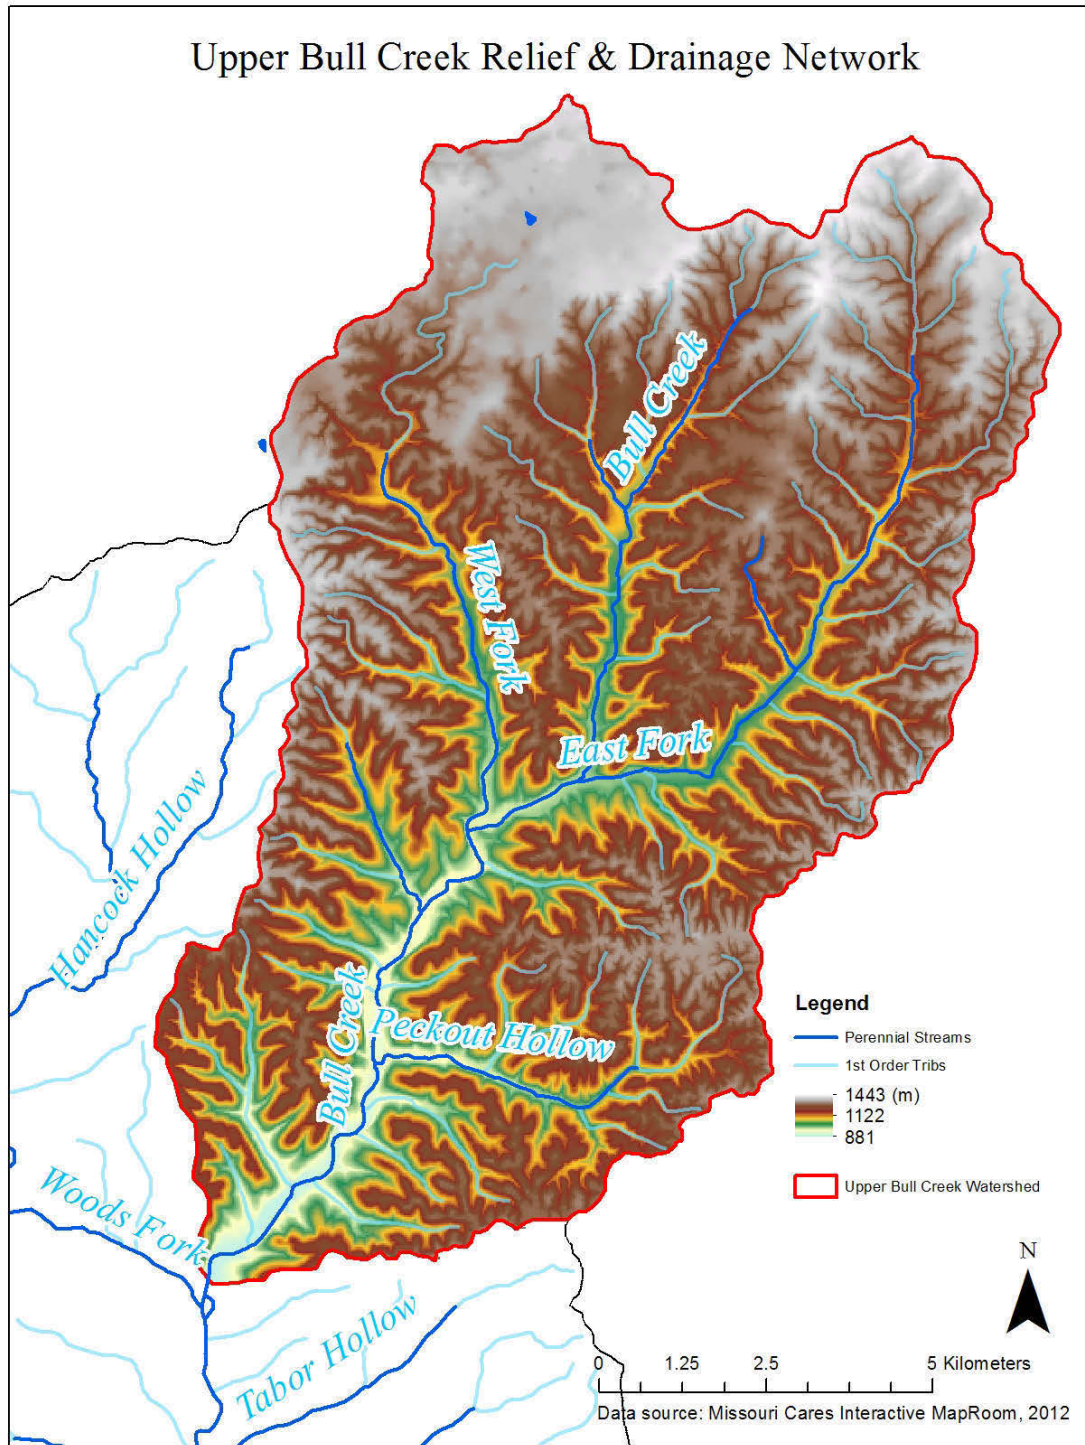 Upper Bull Creek Relief & Drainage Network
Bull Creek
West Fork
East Fork
Hancock Hollow
Bull Creek
Peckout Hollow
Woods Fork
Tabor Hollow
Legend
Perennial Streams
1st Order Tribs
1443 (m)
1122
881
Upper Bull Creek Watershed
N
0 1.25 2.5 5 Kilometers
Data source: Missouri Cares Interactive MapRoom, 2012